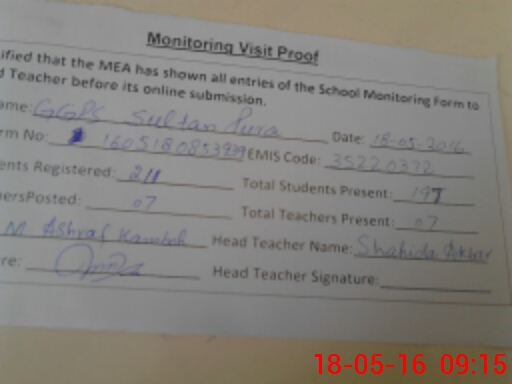 Monitoring Visit Proof
ified that the MEA has shown all entries of the School Monitoring Form to
d Teacher before its online submission.
ame: GGPS Sultan Pura Date: 18-05-2016
rm No: EMIS Code: 35220372
ents Registered: 211 Total Students Present:
hersPosted: 07 Total Teachers Present: 07
M. Ashraf Kamboh Head Teacher Name: Shahida
re: Head Teacher Signature:
18-05-16 09:15